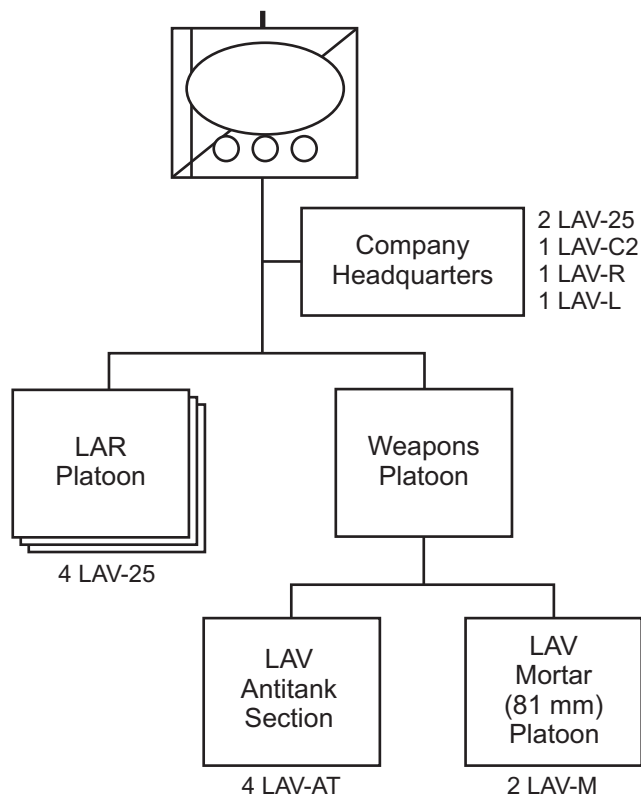 Company
Headquarters
2 LAV-25
1 LAV-C2
1 LAV-R
1 LAV-L
LAR
Platoon
4 LAV-25
Weapons
Platoon
LAV
Antitank
Section
4 LAV-AT
LAV
Mortar
(81 mm)
Platoon
2 LAV-M